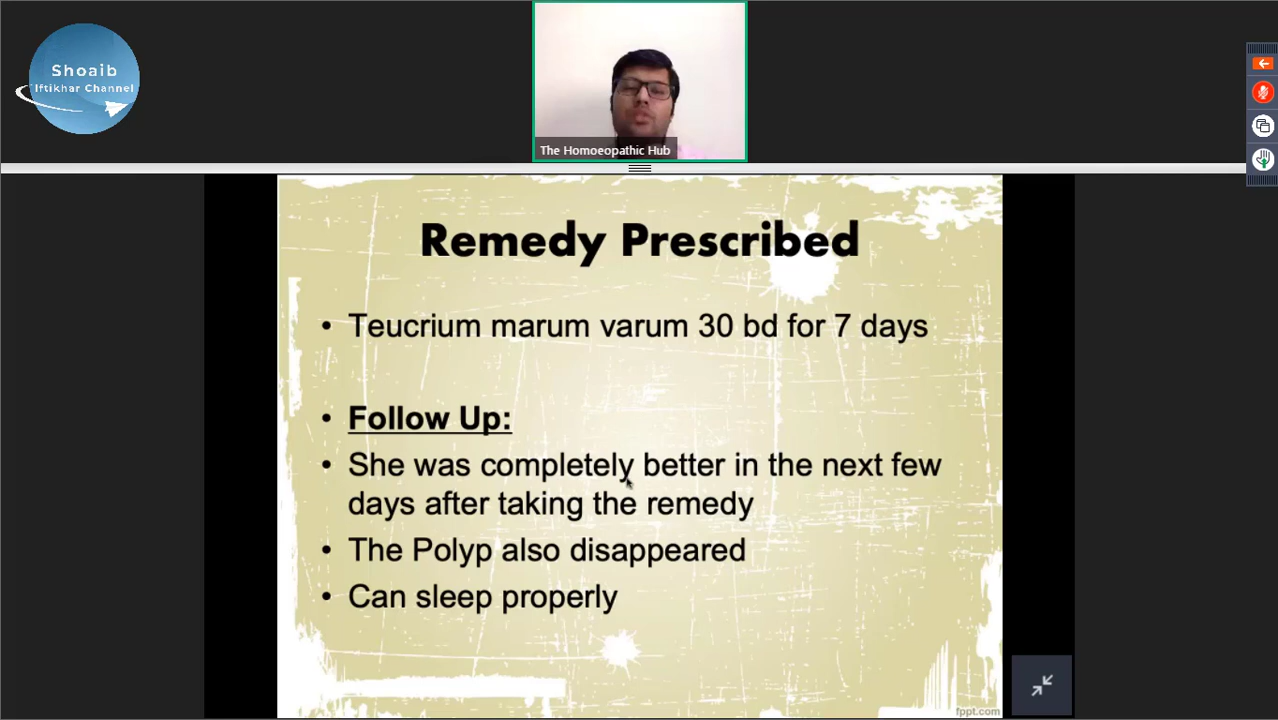 Shoaib
Iftikhar Channel
The Homoeopathic Hub
Remedy Prescribed
• Teucrium marum varum 30 bd for 7 days
• Follow Up:
• She was completely better in the next few
days after taking the remedy
• The Polyp also disappeared
• Can sleep properly
fppt.com